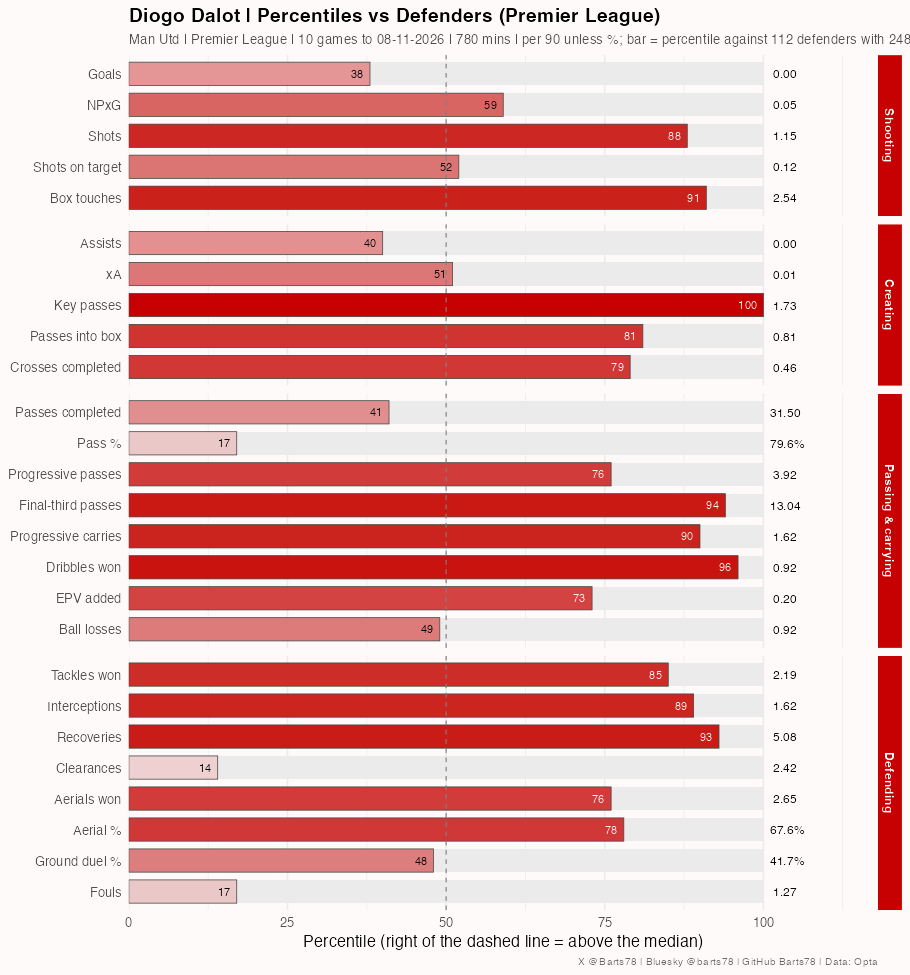 Diogo Dalot | Percentiles vs Defenders (Premier League)
Man Utd | Premier League | 10 games to 08-11-2026 | 780 mins | per 90 unless %; bar = percentile against 112 defenders with 248
Shooting
Goals 38 0.00
NPxG 59 0.05
Shots 88 1.15
Shots on target 52 0.12
Box touches 91 2.54
Creating
Assists 40 0.00
xA 51 0.01
Key passes 100 1.73
Passes into box 81 0.81
Crosses completed 79 0.46
Passing & carrying
Passes completed 41 31.50
Pass % 17 79.6%
Progressive passes 76 3.92
Final-third passes 94 13.04
Progressive carries 90 1.62
Dribbles won 96 0.92
EPV added 73 0.20
Ball losses 49 0.92
Defending
Tackles won 85 2.19
Interceptions 89 1.62
Recoveries 93 5.08
Clearances 14 2.42
Aerials won 76 2.65
Aerial % 78 67.6%
Ground duel % 48 41.7%
Fouls 17 1.27
0 25 50 75 100
Percentile (right of the dashed line = above the median)
X @Barts78 | Bluesky @barts78 | GitHub Barts78 | Data: Opta